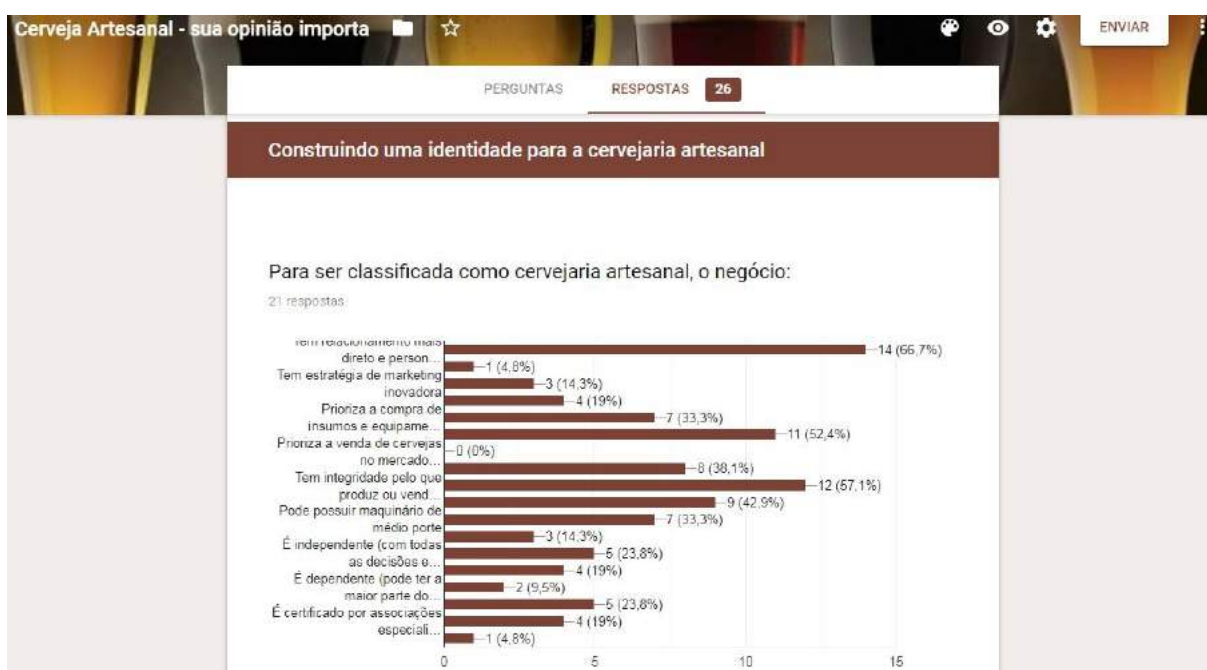 Cerveja Artesanal - sua opinião importa
ENVIAR
PERGUNTAS RESPOSTAS 26
Construindo uma identidade para a cervejaria artesanal
Para ser classificada como cervejaria artesanal, o negócio:
21 respostas
Tem relacionamento mais
direto e person...
Tem estratégia de marketing
inovadora
Prioriza a compra de
insumos e equipame...
Prioriza a venda de cervejas
no mercado...
Tem integridade pelo que
produz ou vend...
Pode possuir maquinário de
médio porte
É independente (com todas
as decisões e...
É dependente (pode ter a
maior parte do...
É certificado por associações
especiali...
14 (66,7%)
1 (4,8%)
3 (14,3%)
4 (19%)
7 (33,3%)
11 (52,4%)
0 (0%)
8 (38,1%)
12 (57,1%)
9 (42,9%)
7 (33,3%)
3 (14,3%)
5 (23,8%)
4 (19%)
2 (9,5%)
5 (23,8%)
4 (19%)
1 (4,8%)
0 5 10 15